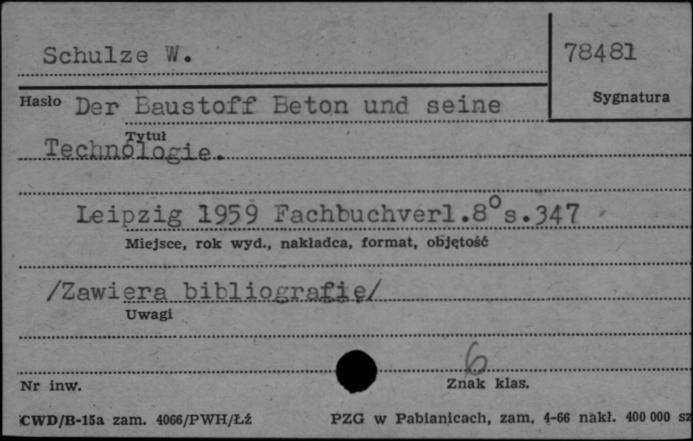 Schulze W.
78481
Hasło Der Baustoff Beton und seine
Sygnatura
Tytuł
Technologie.
Leipzig 1959 Fachbuchverl.8° s.347
Miejsce, rok wyd., nakładca, format, objętość
/Zawiera bibliografię/
Uwagi
6
Nr inw.
Znak klas.
CWD/B-15a zam. 4066/PWH/Łź
PZG w Pabianicach, zam. 4-66 nakł. 400 000 sz